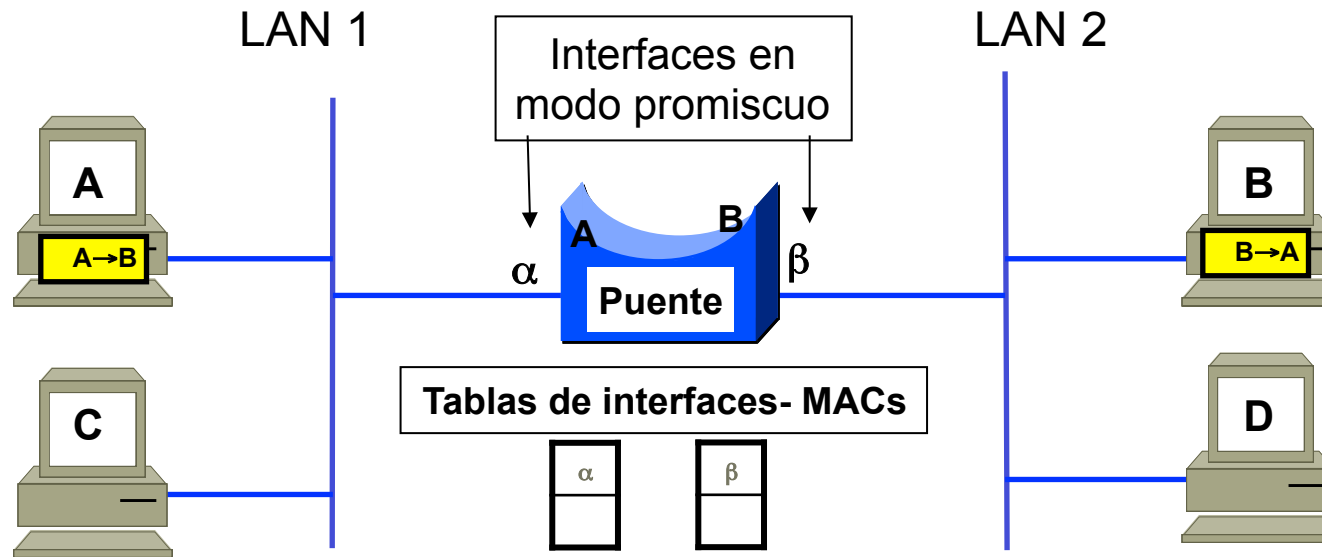 LAN 1
LAN 2
Interfaces en
modo promiscuo
A
B
A→B
B→A
A
B
α
β
Puente
Tablas de interfaces- MACs
C
D
α
β